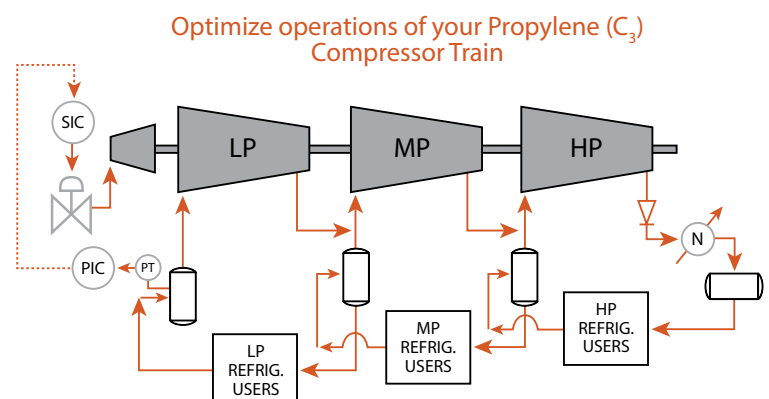 Optimize operations of your Propylene (C₃)
Compressor Train
SIC
LP
MP
HP
PIC
PT
N
LP
REFRIG.
USERS
MP
REFRIG.
USERS
HP
REFRIG.
USERS